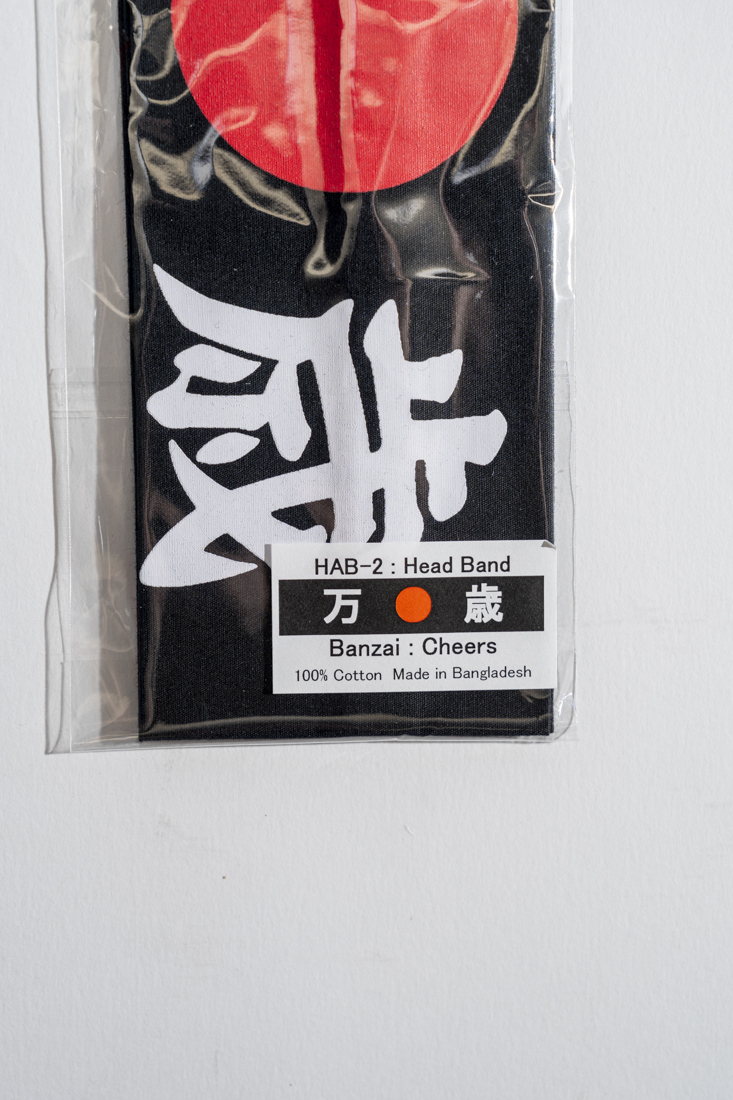 歳
HAB-2 : Head Band
万 歳
Banzai : Cheers
100% Cotton Made in Bangladesh